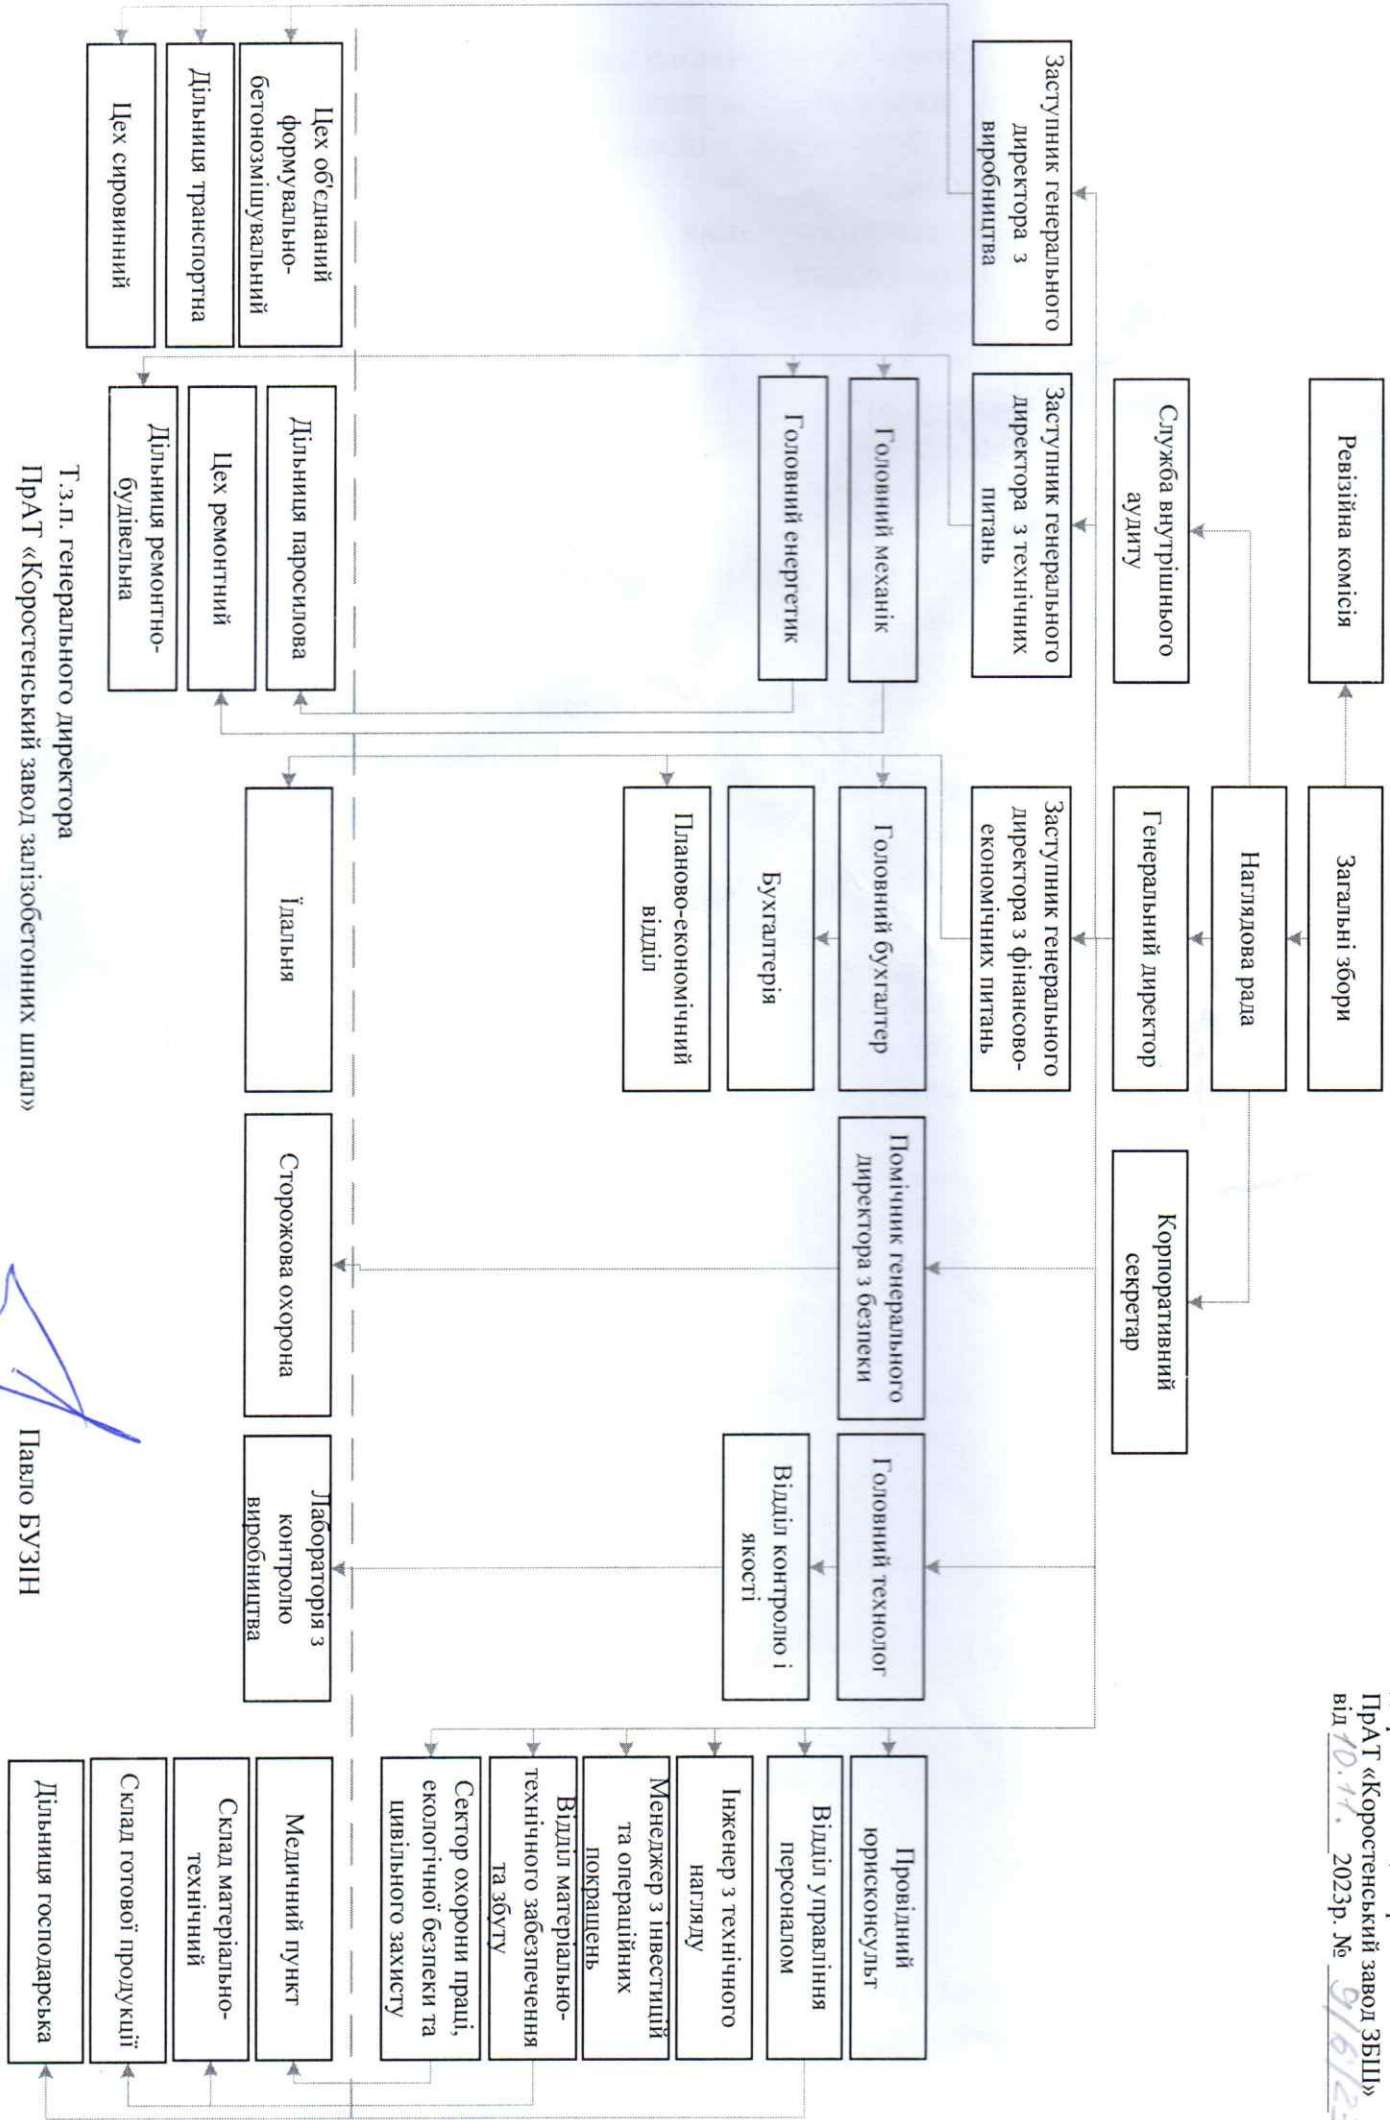 ПрАТ «Коростенський завод ЗБШ»
від 10.11. 2023р. № 9/6/2
Ревізійна комісія
Загальні збори
Наглядова рада
Служба внутрішнього
аудиту
Генеральний директор
Корпоративний
секретар
Заступник генерального
директора з
виробництва
Заступник генерального
директора з технічних
питань
Заступник генерального
директора з фінансово-
економічних питань
Головний механік
Головний енергетик
Головний бухгалтер
Бухгалтерія
Планово-економічний
відділ
Помічник генерального
директора з безпеки
Головний технолог
Відділ контролю і
якості
Провідний
юрисконсульт
Відділ управління
персоналом
Інженер з технічного
нагляду
Менеджер з інвестицій
та операційних
покращень
Відділ матеріально-
технічного забезпечення
та збуту
Сектор охорони праці,
екологічної безпеки та
цивільного захисту
Цех об'єднаний
формувально-
бетонозмішувальний
Дільниця транспортна
Цех сировинний
Дільниця паросилова
Цех ремонтний
Дільниця ремонтно-
будівельна
Їдальня
Сторожова охорона
Лабораторія з
контролю
виробництва
Медичний пункт
Склад матеріально-
технічний
Склад готової продукції
Дільниця господарська
Т.з.п. генерального директора
ПрАТ «Коростенський завод залізобетонних шпал»
Павло БУЗІН